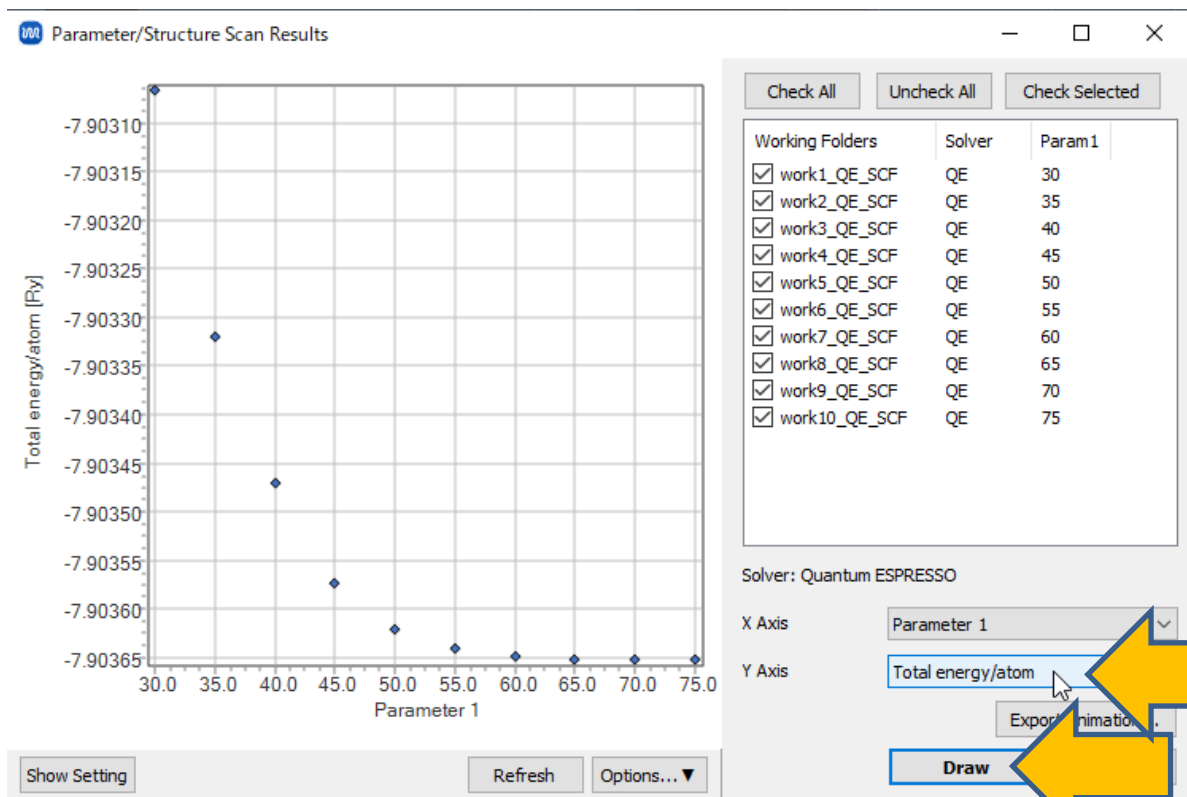 Parameter/Structure Scan Results
-7.90310
-7.90315
-7.90320
-7.90325
-7.90330
-7.90335
-7.90340
-7.90345
-7.90350
-7.90355
-7.90360
-7.90365
Total energy/atom [Ry]
30.0 35.0 40.0 45.0 50.0 55.0 60.0 65.0 70.0 75.0
Parameter 1
Show Setting Refresh Options...▼
Check All Uncheck All Check Selected
Working Folders Solver Param1
work1_QE_SCF QE 30
work2_QE_SCF QE 35
work3_QE_SCF QE 40
work4_QE_SCF QE 45
work5_QE_SCF QE 50
work6_QE_SCF QE 55
work7_QE_SCF QE 60
work8_QE_SCF QE 65
work9_QE_SCF QE 70
work10_QE_SCF QE 75
Solver: Quantum ESPRESSO
X Axis Parameter 1
Y Axis Total energy/atom
Draw